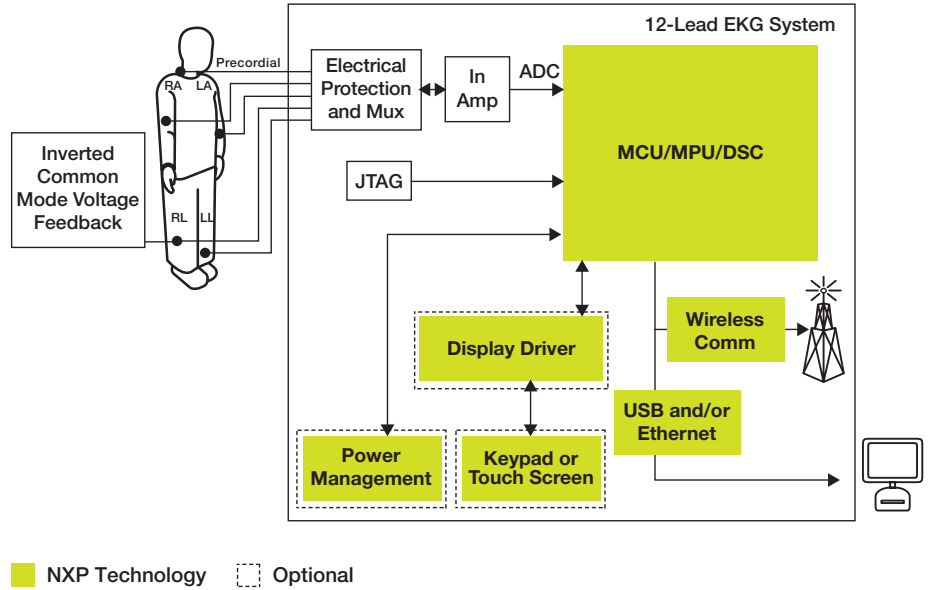 12-Lead EKG System
Precordial
RA
LA
Electrical
Protection
and Mux
In
Amp
ADC
MCU/MPU/DSC
Inverted
Common
Mode Voltage
Feedback
JTAG
RL
LL
Wireless
Comm
Display Driver
USB and/or
Ethernet
Power
Management
Keypad or
Touch Screen
NXP Technology
Optional